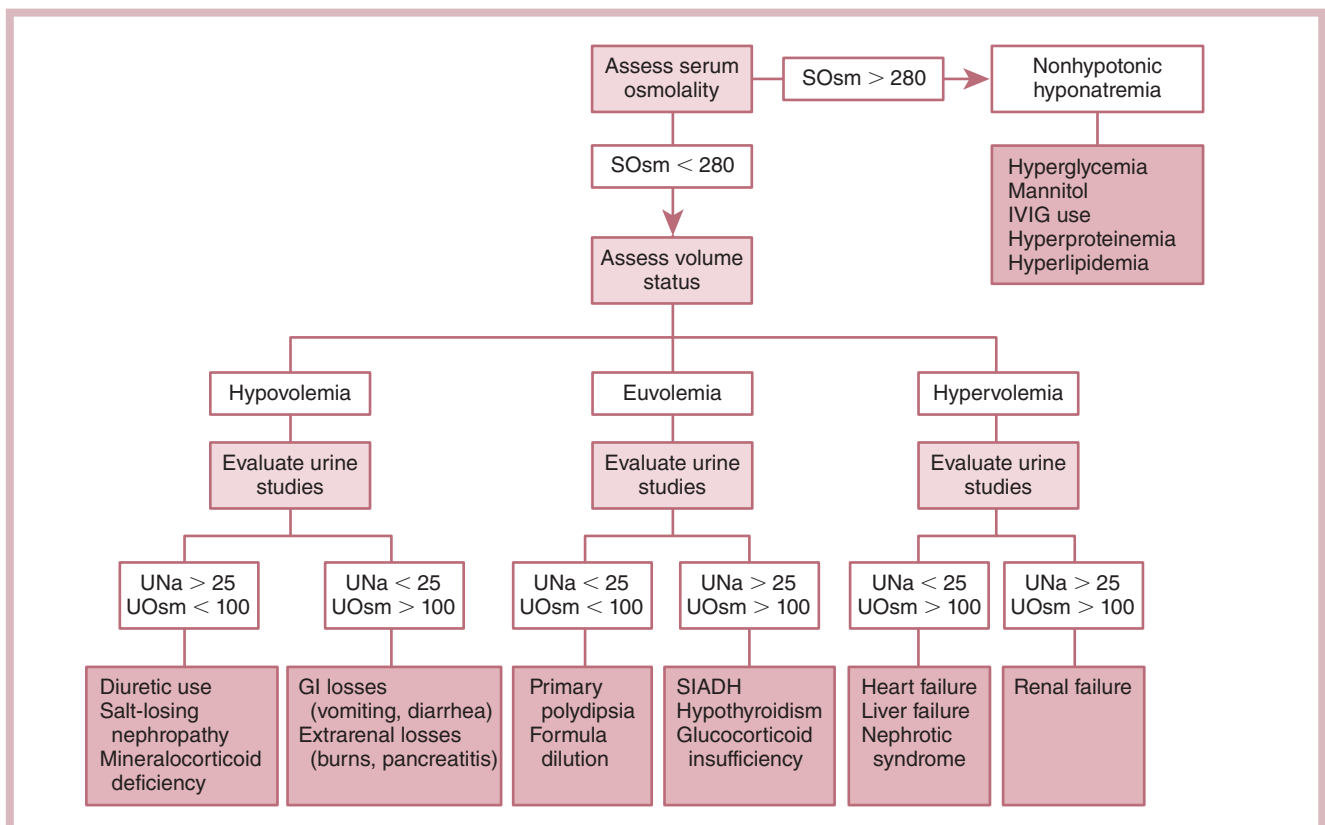 Assess serum
osmolality
SOsm > 280
Nonhypotonic
hyponatremia
SOsm < 280
Hyperglycemia
Mannitol
IVIG use
Hyperproteinemia
Hyperlipidemia
Assess volume
status
Hypovolemia
Euvolemia
Hypervolemia
Evaluate urine
studies
Evaluate urine
studies
Evaluate urine
studies
UNa > 25
UOsm < 100
UNa < 25
UOsm > 100
UNa < 25
UOsm < 100
UNa > 25
UOsm > 100
UNa < 25
UOsm > 100
UNa > 25
UOsm > 100
Diuretic use
Salt-losing
nephropathy
Mineralocorticoid
deficiency
GI losses
(vomiting, diarrhea)
Extrarenal losses
(burns, pancreatitis)
Primary
polydipsia
Formula
dilution
SIADH
Hypothyroidism
Glucocorticoid
insufficiency
Heart failure
Liver failure
Nephrotic
syndrome
Renal failure